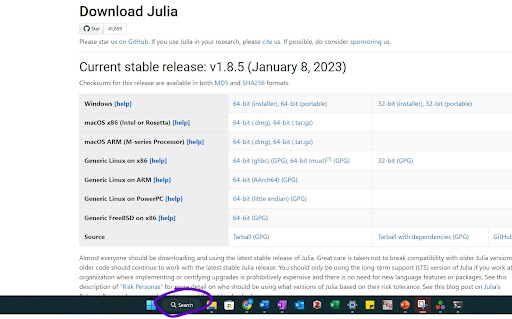 Download Julia
Star 41,859
Please star us on GitHub. If you use Julia in your research, please cite us. If possible, do consider sponsoring us.
Current stable release: v1.8.5 (January 8, 2023)
Checksums for this release are available in both MD5 and SHA256 formats.
Windows [help] 64-bit (installer), 64-bit (portable) 32-bit (installer), 32-bit (portable)
macOS x86 (Intel or Rosetta) [help] 64-bit (.dmg), 64-bit (.tar.gz)
macOS ARM (M-series Processor) [help] 64-bit (.dmg), 64-bit (.tar.gz)
Generic Linux on x86 [help] 64-bit (glibc) (GPG), 64-bit (musl)[1] (GPG) 32-bit (GPG)
Generic Linux on ARM [help] 64-bit (AArch64) (GPG)
Generic Linux on PowerPC [help] 64-bit (little endian) (GPG)
Generic FreeBSD on x86 [help] 64-bit (GPG)
Source Tarball (GPG) Tarball with dependencies (GPG) GitHu
Almost everyone should be downloading and using the latest stable release of Julia. Great care is taken not to break compatibility with older Julia versions
older code should continue to work with the latest stable Julia release. You should only be using the long-term support (LTS) version of Julia if you work at
organization where implementing or certifying upgrades is prohibitively expensive and there is no need for new language features or packages. See this
description of "Risk Personas" for more detail on who should be using what versions of Julia based on their risk tolerance. See this blog post on Julia's
Search